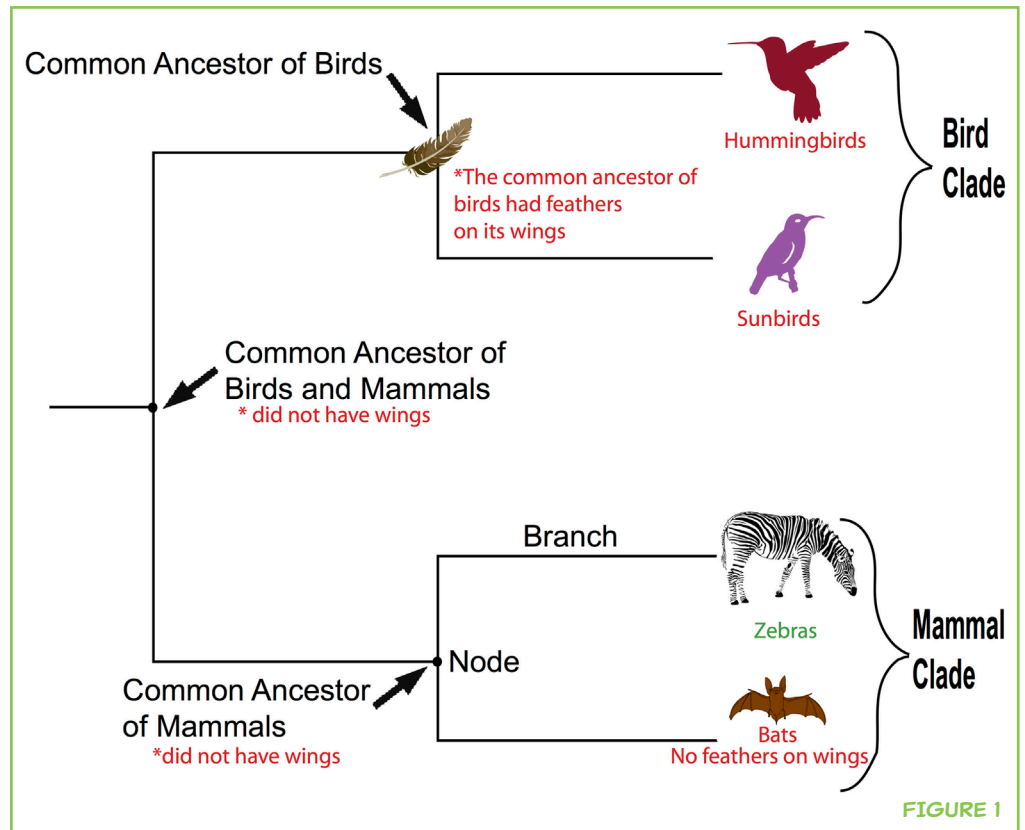 Common Ancestor of Birds
Hummingbirds
Bird
Clade
*The common ancestor of
birds had feathers
on its wings
Sunbirds
Common Ancestor of
Birds and Mammals
* did not have wings
Branch
Zebras
Mammal
Clade
Node
Common Ancestor
of Mammals
*did not have wings
Bats
No feathers on wings
FIGURE 1